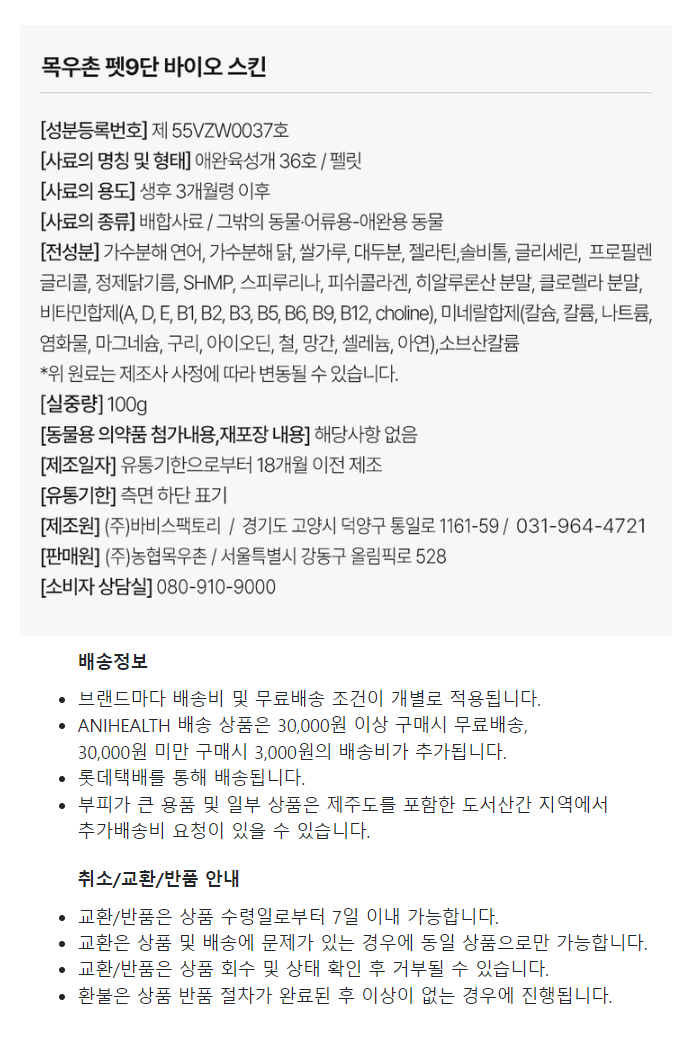 목우촌 펫9단 바이오 스킨
[성분등록번호] 제 55VZW0037호
[사료의 명칭 및 형태] 애완육성개 36호 / 펠릿
[사료의 용도] 생후 3개월령 이후
[사료의 종류] 배합사료 / 그밖의 동물·어류용-애완용 동물
[전성분] 가수분해 연어, 가수분해 닭, 쌀가루, 대두분, 젤라틴,솔비톨, 글리세린, 프로필렌
글리콜, 정제닭기름, SHMP, 스피루리나, 피쉬콜라겐, 히알루론산 분말, 클로렐라 분말,
비타민합제(A, D, E, B1, B2, B3, B5, B6, B9, B12, choline), 미네랄합제(칼슘, 칼륨, 나트륨,
염화물, 마그네슘, 구리, 아이오딘, 철, 망간, 셀레늄, 아연),소브산칼륨
*위 원료는 제조사 사정에 따라 변동될 수 있습니다.
[실중량] 100g
[동물용 의약품 첨가내용,재포장 내용] 해당사항 없음
[제조일자] 유통기한으로부터 18개월 이전 제조
[유통기한] 측면 하단 표기
[제조원] (주)바비스팩토리 / 경기도 고양시 덕양구 통일로 1161-59 / 031-964-4721
[판매원] (주)농협목우촌 / 서울특별시 강동구 올림픽로 528
[소비자 상담실] 080-910-9000
배송정보
• 브랜드마다 배송비 및 무료배송 조건이 개별로 적용됩니다.
• ANIHEALTH 배송 상품은 30,000원 이상 구매시 무료배송,
30,000원 미만 구매시 3,000원의 배송비가 추가됩니다.
• 롯데택배를 통해 배송됩니다.
• 부피가 큰 용품 및 일부 상품은 제주도를 포함한 도서산간 지역에서
추가배송비 요청이 있을 수 있습니다.
취소/교환/반품 안내
• 교환/반품은 상품 수령일로부터 7일 이내 가능합니다.
• 교환은 상품 및 배송에 문제가 있는 경우에 동일 상품으로만 가능합니다.
• 교환/반품은 상품 회수 및 상태 확인 후 거부될 수 있습니다.
• 환불은 상품 반품 절차가 완료된 후 이상이 없는 경우에 진행됩니다.